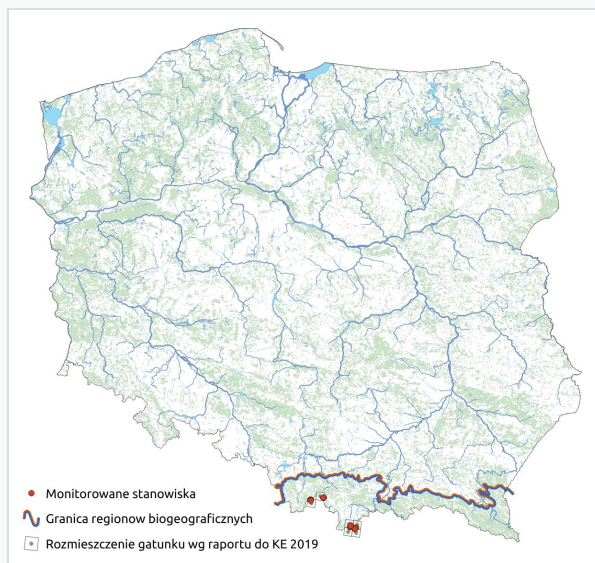 Monitorowane stanowiska
Granica regionow biogeograficznych
Rozmieszczenie gatunku wg raportu do KE 2019